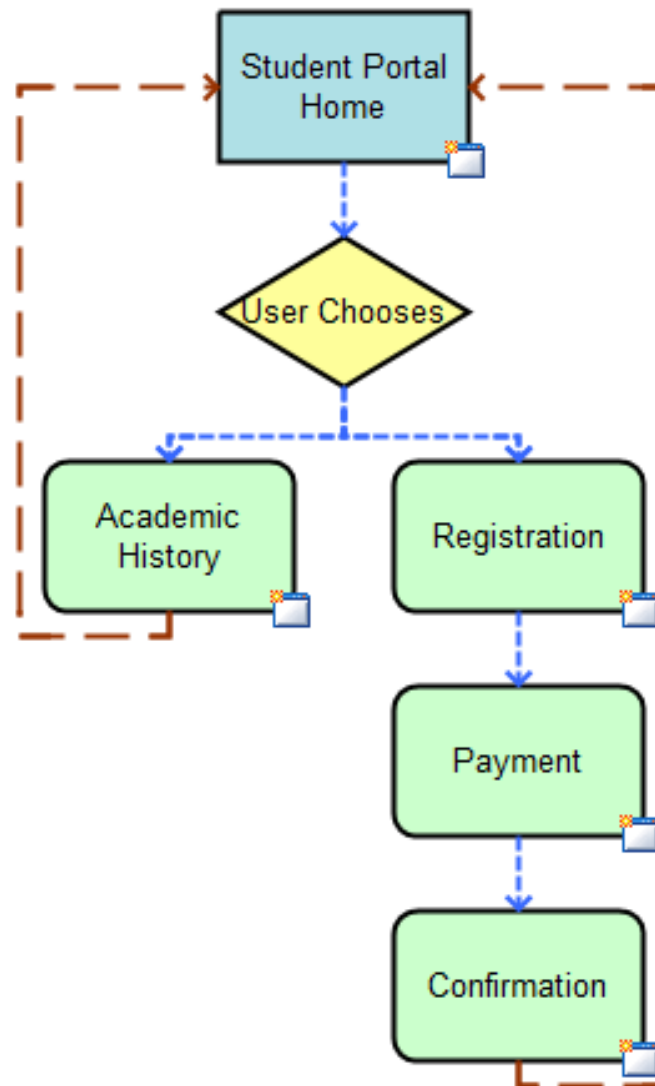 Student Portal
Home
User Chooses
Academic
History
Registration
Payment
Confirmation